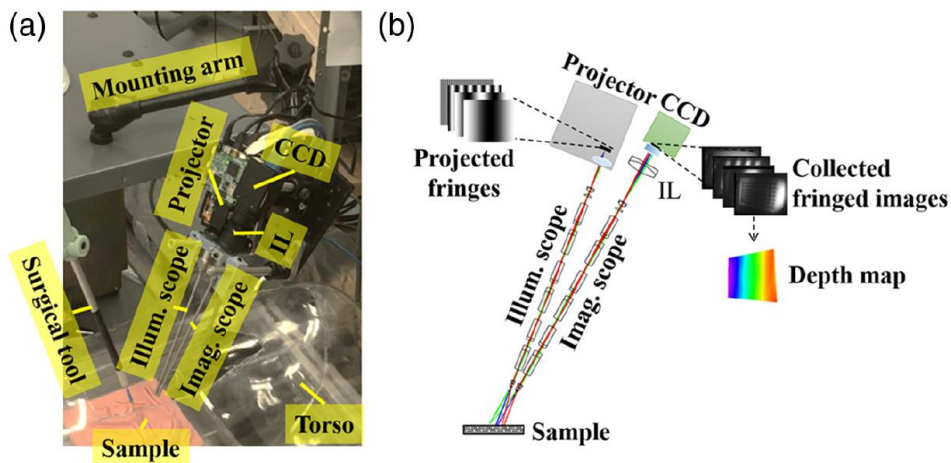 (a)
Mounting arm
Projector
CCD
IL
Surgical tool
Illum. scope
Imag. scope
Sample
Torso
(b)
Projector CCD
Projected
fringes
IL
Collected
fringed images
Illum. scope
Imag. scope
Depth map
Sample